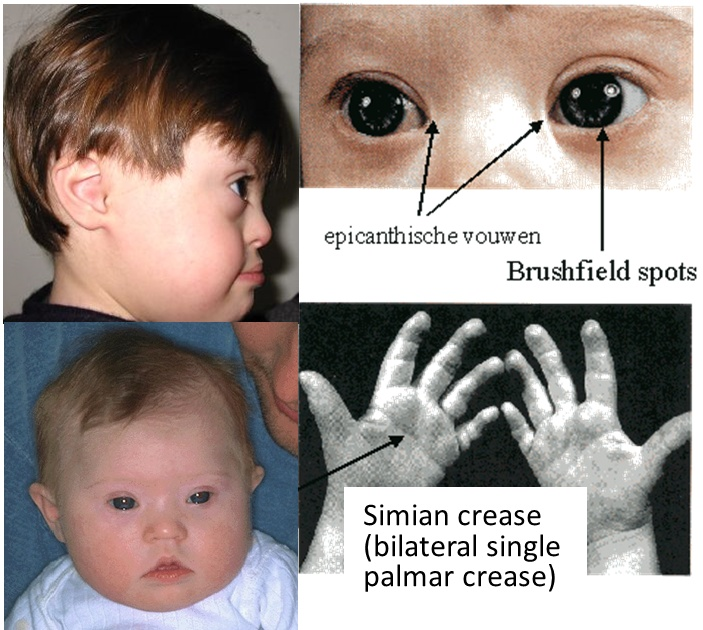 epicanthische vouwen
Brushfield spots
Simian crease
(bilateral single
palmar crease)